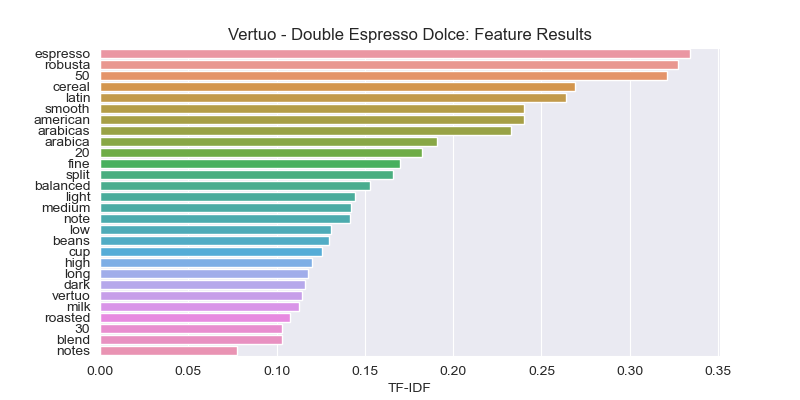 Vertuo - Double Espresso Dolce: Feature Results
espresso
robusta
50
cereal
latin
smooth
american
arabicas
arabica
20
fine
split
balanced
light
medium
note
low
beans
cup
high
long
dark
vertuo
milk
roasted
30
blend
notes
0.00 0.05 0.10 0.15 0.20 0.25 0.30 0.35
TF-IDF